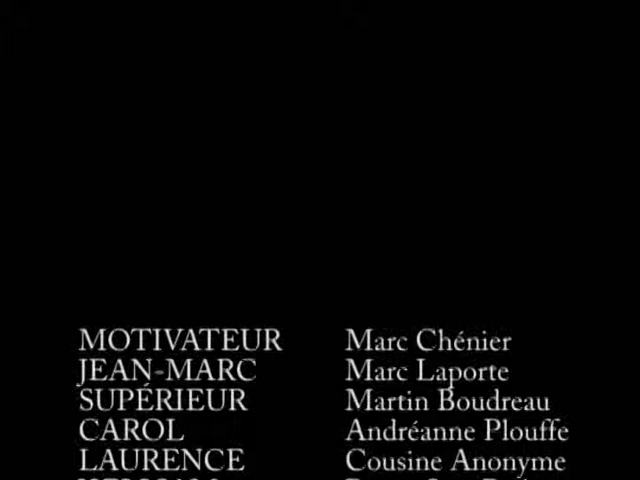 MOTIVATEUR Marc Chénier
JEAN-MARC Marc Laporte
SUPÉRIEUR Martin Boudreau
CAROL Andréanne Plouffe
LAURENCE Cousine Anonyme